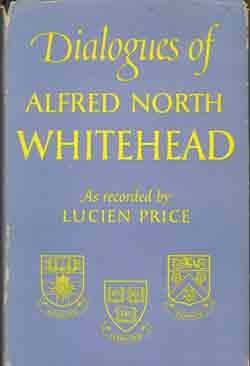 Dialogues of
ALFRED NORTH
WHITEHEAD
As recorded by
LUCIEN PRICE